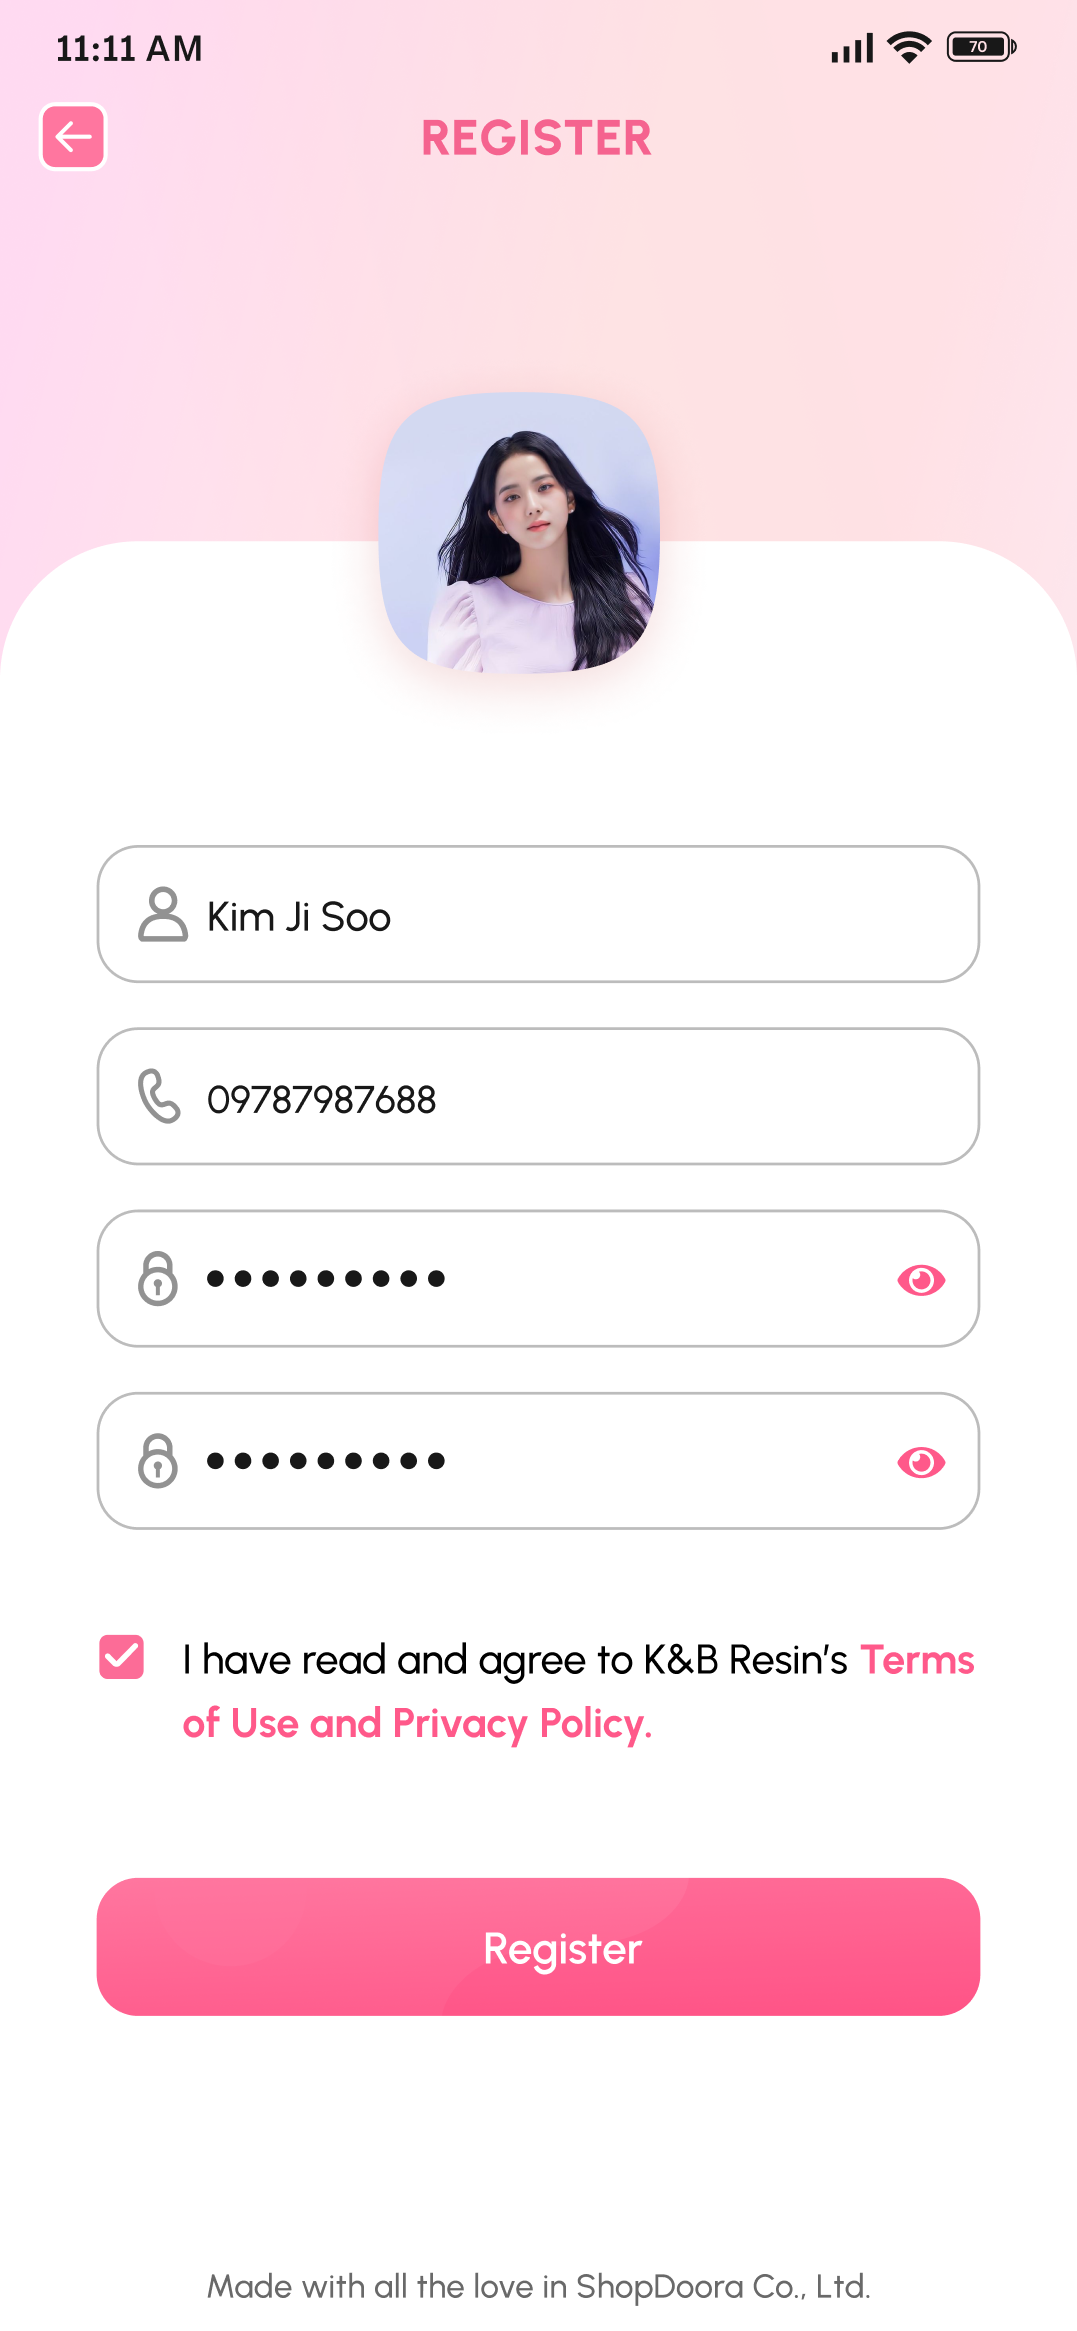 11:11 AM
70
REGISTER
Kim Ji Soo
09787987688
•••••••••
•••••••••
I have read and agree to K&B Resin’s Terms
of Use and Privacy Policy.
Register
Made with all the love in ShopDoora Co., Ltd.